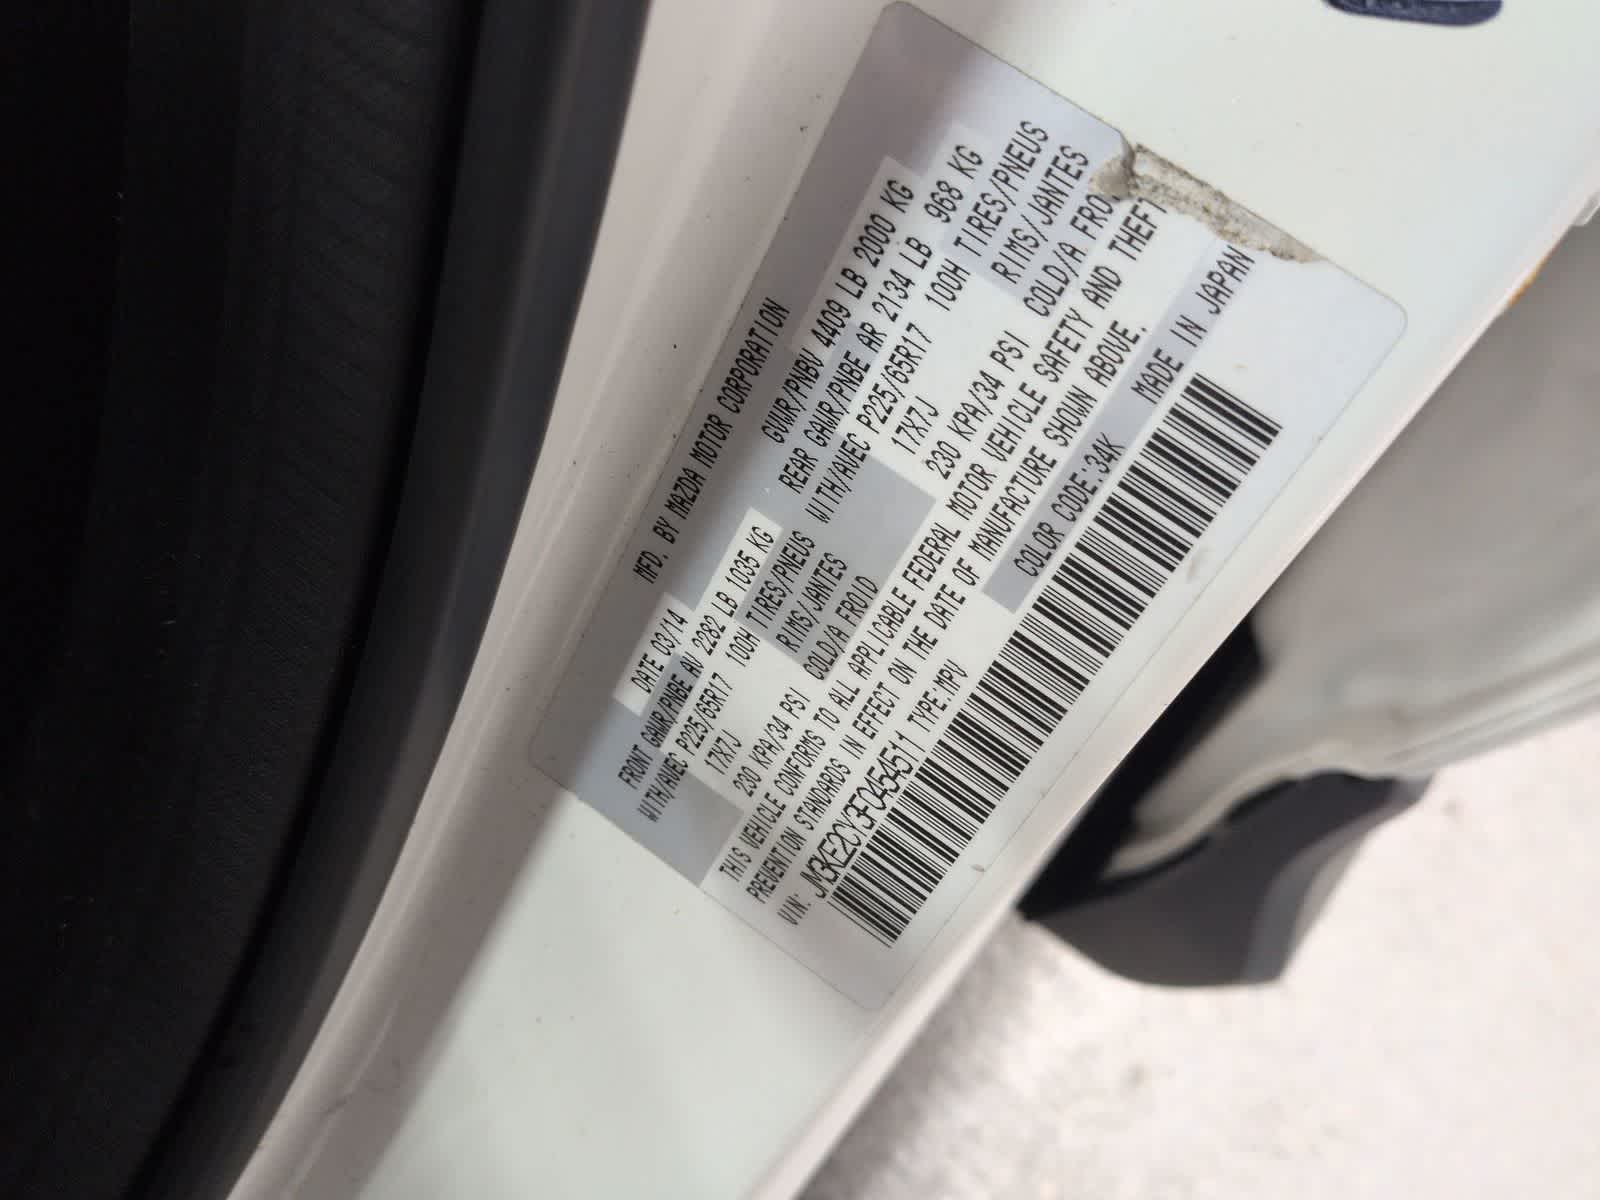 MFD. BY MAZDA MOTOR CORPORATION
DATE 03/14 GVWR/PNBV 4409 LB 2000 KG
FRONT GAWR/PNBE AV 2282 LB 1035 KG REAR GAWR/PNBE AR 2134 LB 968 KG
WITH/AVEC P225/65R17 100H TIRES/PNEUS WITH/AVEC P225/65R17 100H TIRES/PNEUS
17X7J RIMS/JANTES 17X7J RIMS/JANTES
230 KPA/34 PSI COLD/A FROID 230 KPA/34 PSI COLD/A FRO
THIS VEHICLE CONFORMS TO ALL APPLICABLE FEDERAL MOTOR VEHICLE SAFETY AND THEFT
PREVENTION STANDARDS IN EFFECT ON THE DATE OF MANUFACTURE SHOWN ABOVE.
VIN: JM3KE2CY3F0454511 TYPE:MPV COLOR CODE:34K MADE IN JAPAN